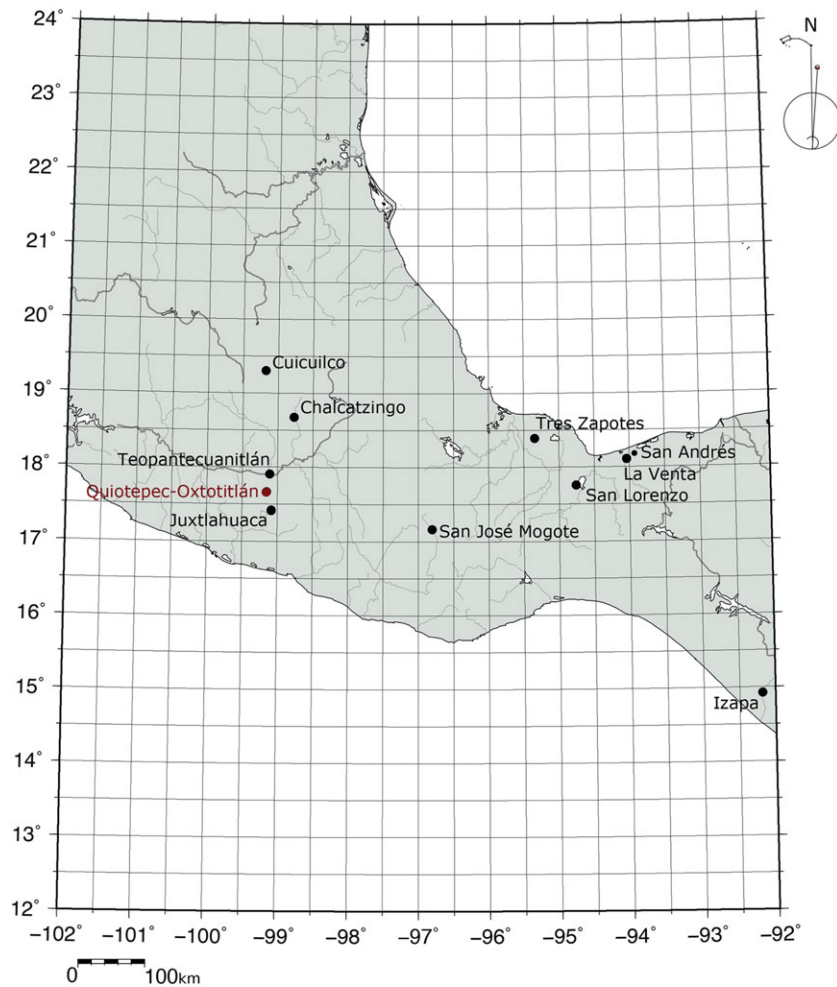 24°
N
23°
22°
21°
20°
Cuicuilco
19°
Chalcatzingo
Tres Zapotes
Teopantecuanitlán
San Andrés
18°
La Venta
Quiotepec-Oxtotitlán
San Lorenzo
Juxtlahuaca
San José Mogote
17°
16°
15°
Izapa
14°
13°
12°
−102° −101° −100° −99° −98° −97° −96° −95° −94° −93° −92°
0 100km